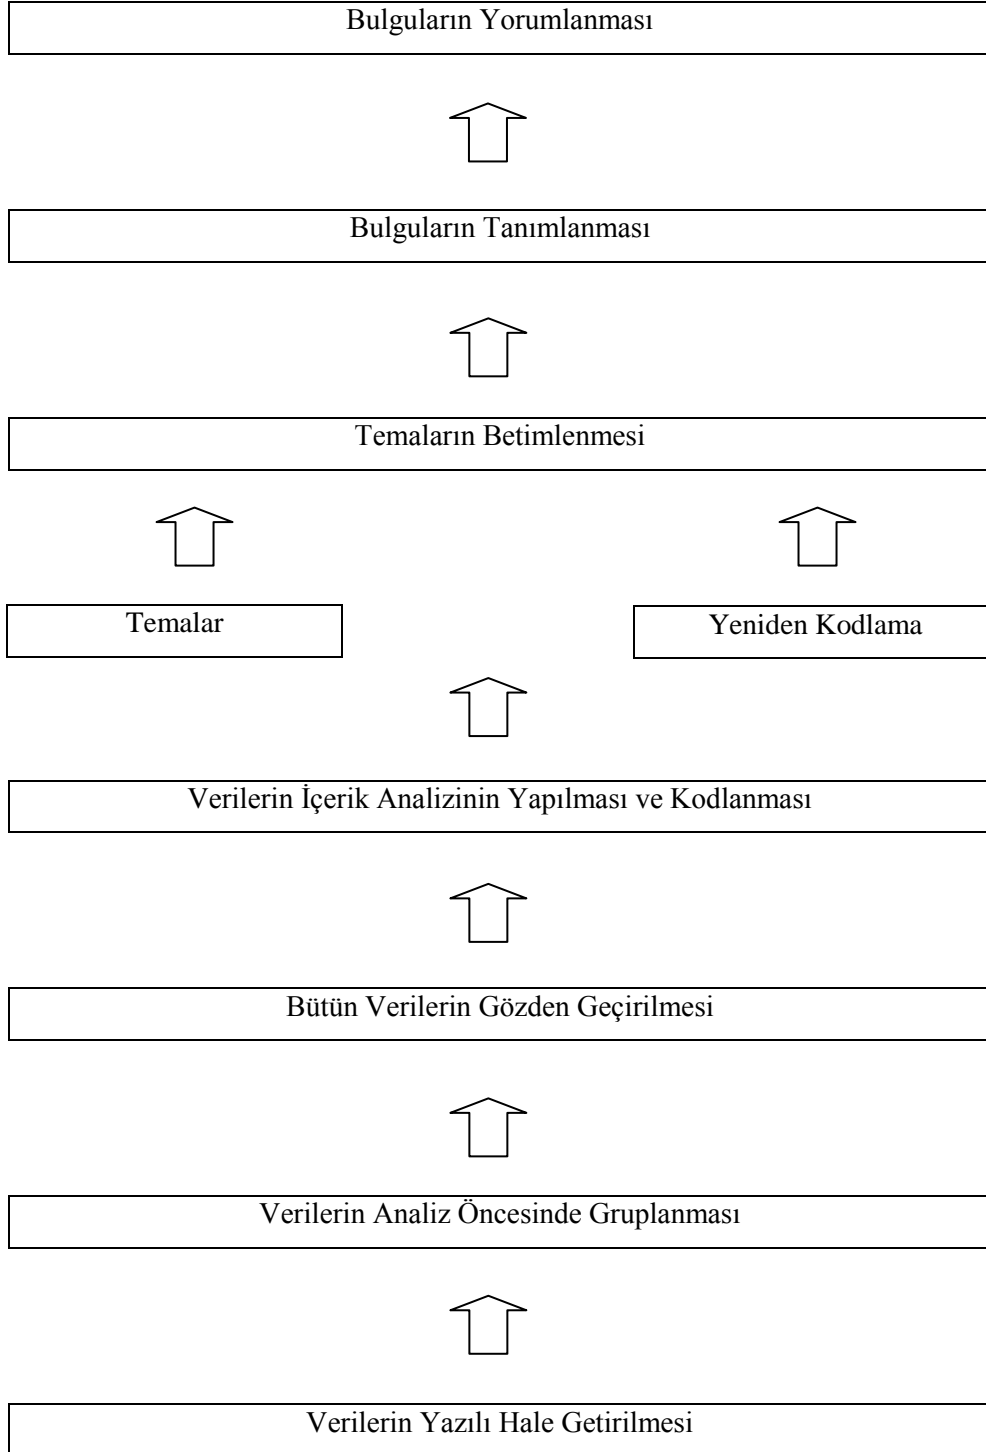 Bulguların Yorumlanması
Bulguların Tanımlanması
Temaların Betimlenmesi
Temalar
Yeniden Kodlama
Verilerin İçerik Analizinin Yapılması ve Kodlanması
Bütün Verilerin Gözden Geçirilmesi
Verilerin Analiz Öncesinde Gruplanması
Verilerin Yazılı Hale Getirilmesi